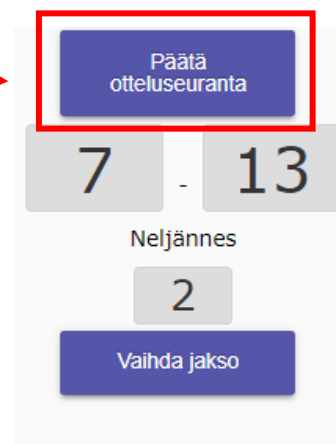 Päätä
otteluseuranta
7 - 13
Neljännes
2
Vaihda jakso